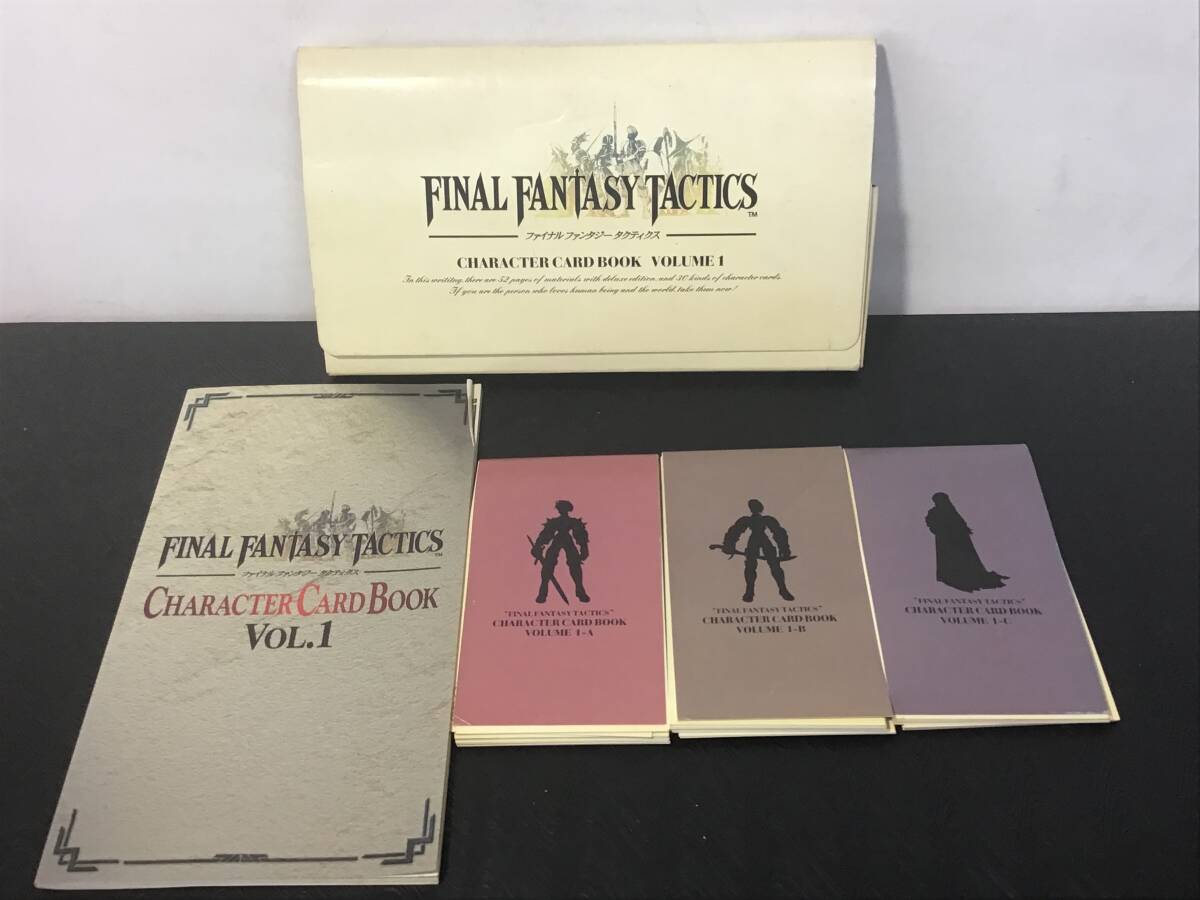 FINAL FANTASY TACTICS™
ファイナルファンタジー タクティクス
CHARACTER CARD BOOK VOLUME 1
In this writitng, there are 52 pages of materials with deluxe edition, and 30 kinds of character cards.
If you are the person who loves human being and the world, take them now!
FINAL FANTASY TACTICS™
ファイナルファンタジー タクティクス
CHARACTER CARD BOOK
VOL.1
"FINAL FANTASY TACTICS"
CHARACTER CARD BOOK
VOLUME 1-A
"FINAL FANTASY TACTICS"
CHARACTER CARD BOOK
VOLUME 1-B
"FINAL FANTASY TACTICS"
CHARACTER CARD BOOK
VOLUME 1-C